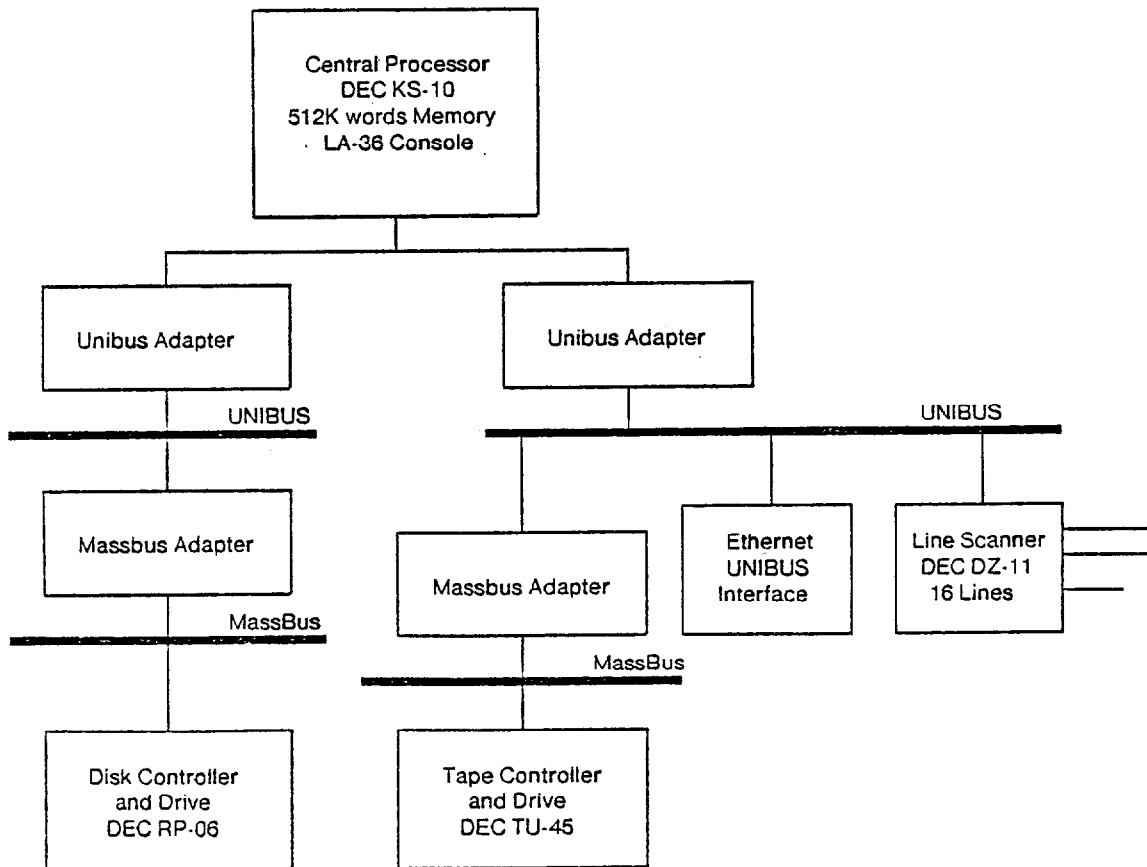 Central Processor
DEC KS-10
512K words Memory
LA-36 Console
Unibus Adapter
Unibus Adapter
UNIBUS
UNIBUS
Massbus Adapter
Massbus Adapter
Ethernet
UNIBUS
Interface
Line Scanner
DEC DZ-11
16 Lines
MassBus
MassBus
Disk Controller
and Drive
DEC RP-06
Tape Controller
and Drive
DEC TU-45